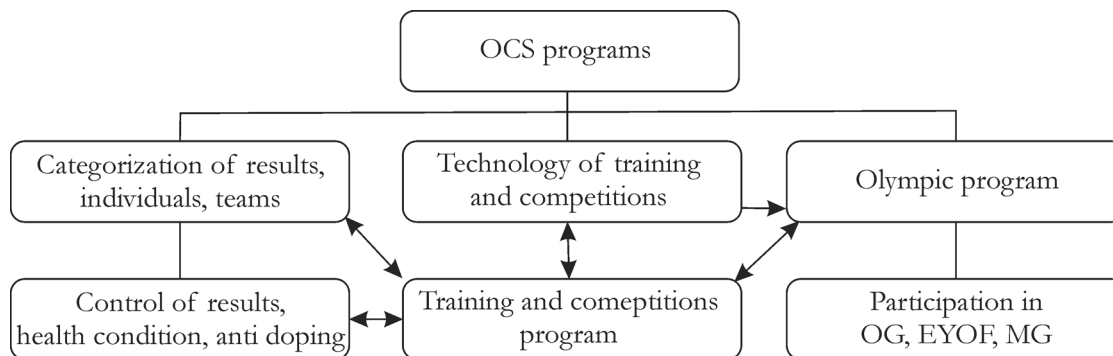 OCS programs
Categorization of results,
individuals, teams
Technology of training
and competitions
Olympic program
Control of results,
health condition, anti doping
Training and comeptitions
program
Participation in
OG, EYOF, MG